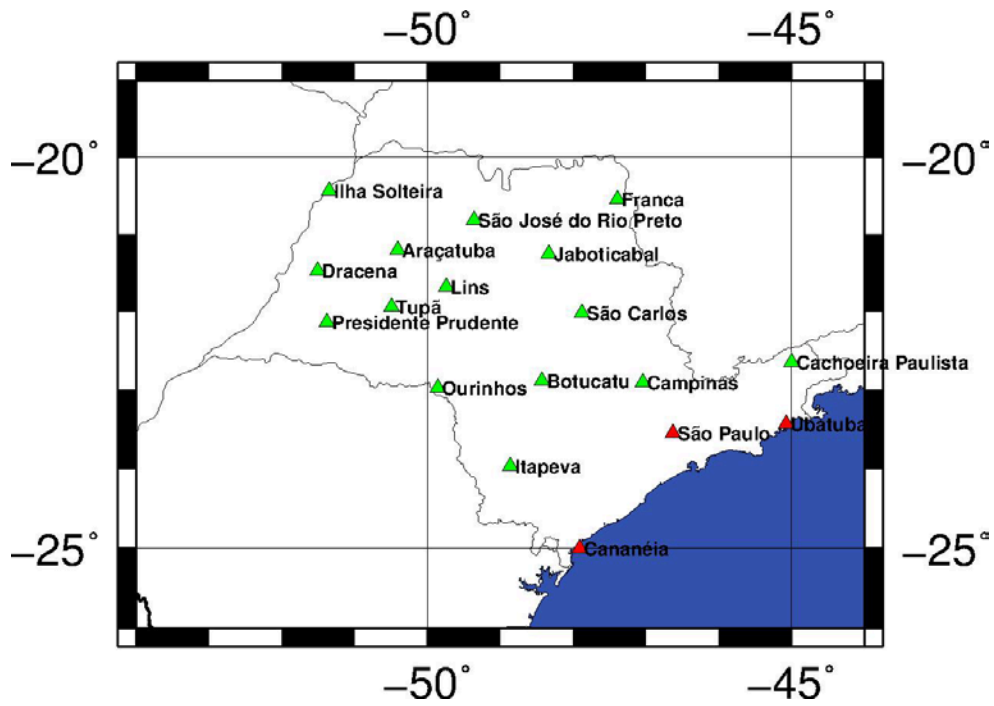 −50° −45°
−20° −20°
Ilha Solteira
Franca
São José do Rio Preto
Araçatuba
Jaboticabal
Dracena
Lins
Tupã
São Carlos
Presidente Prudente
Cachoeira Paulista
Botucatu
Campinas
Ourinhos
Ubatuba
São Paulo
Itapeva
−25° −25°
Cananéia
−50° −45°